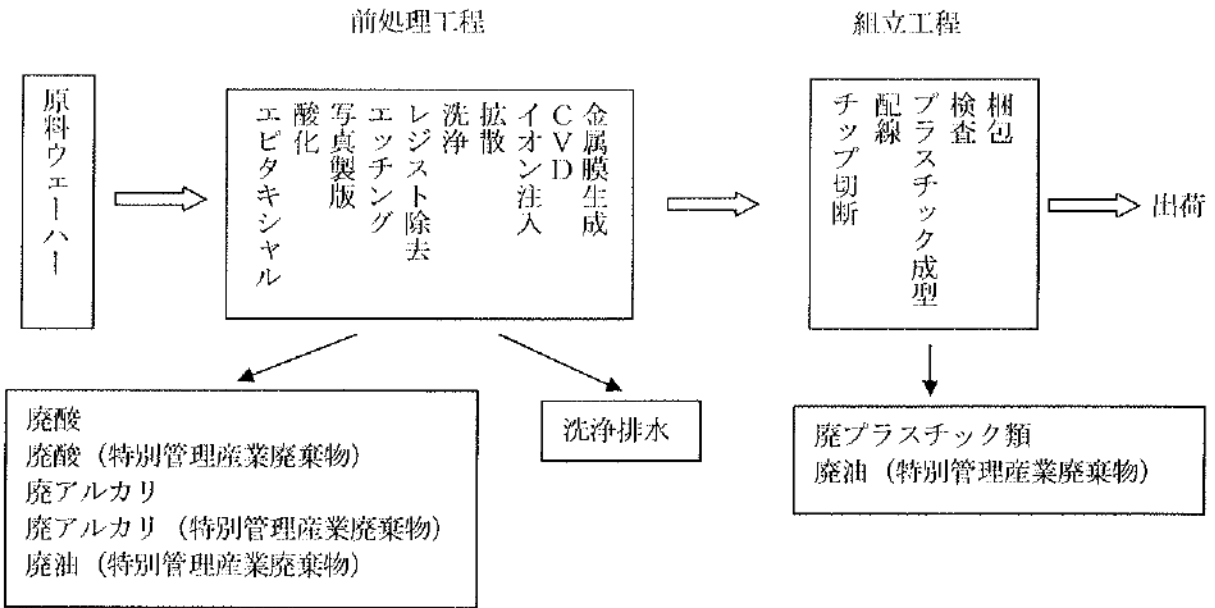 前処理工程
組立工程
原料ウェーハー
エピタキシャル
酸化
写真製版
エッチング
レジスト除去
洗浄
拡散
イオン注入
CVD
金属膜生成
チップ切断
配線
プラスチック成型
検査
梱包
出荷
廃酸
廃酸（特別管理産業廃棄物）
廃アルカリ
廃アルカリ（特別管理産業廃棄物）
廃油（特別管理産業廃棄物）
洗浄排水
廃プラスチック類
廃油（特別管理産業廃棄物）